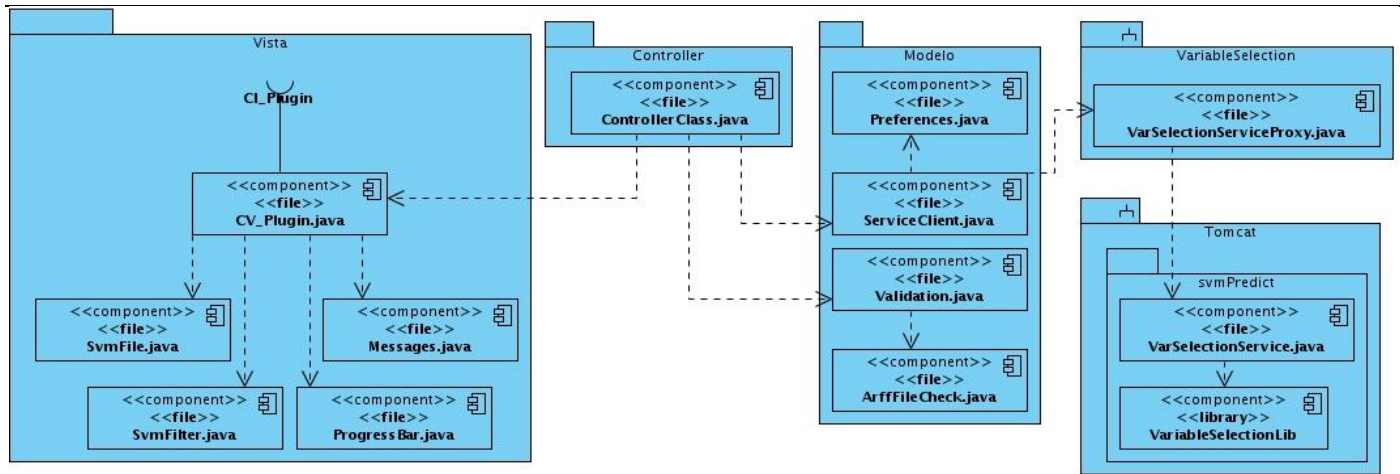 Vista
CI_Plugin
<<component>>
<<file>>
CV_Plugin.java
<<component>>
<<file>>
SvmFile.java
<<component>>
<<file>>
Messages.java
<<component>>
<<file>>
SvmFilter.java
<<component>>
<<file>>
ProgressBar.java
Controller
<<component>>
<<file>>
ControllerClass.java
Modelo
<<component>>
<<file>>
Preferences.java
<<component>>
<<file>>
ServiceClient.java
<<component>>
<<file>>
Validation.java
<<component>>
<<file>>
ArffFileCheck.java
VariableSelection
<<component>>
<<file>>
VarSelectionServiceProxy.java
Tomcat
svmPredict
<<component>>
<<file>>
VarSelectionService.java
<<component>>
<<library>>
VariableSelectionLib